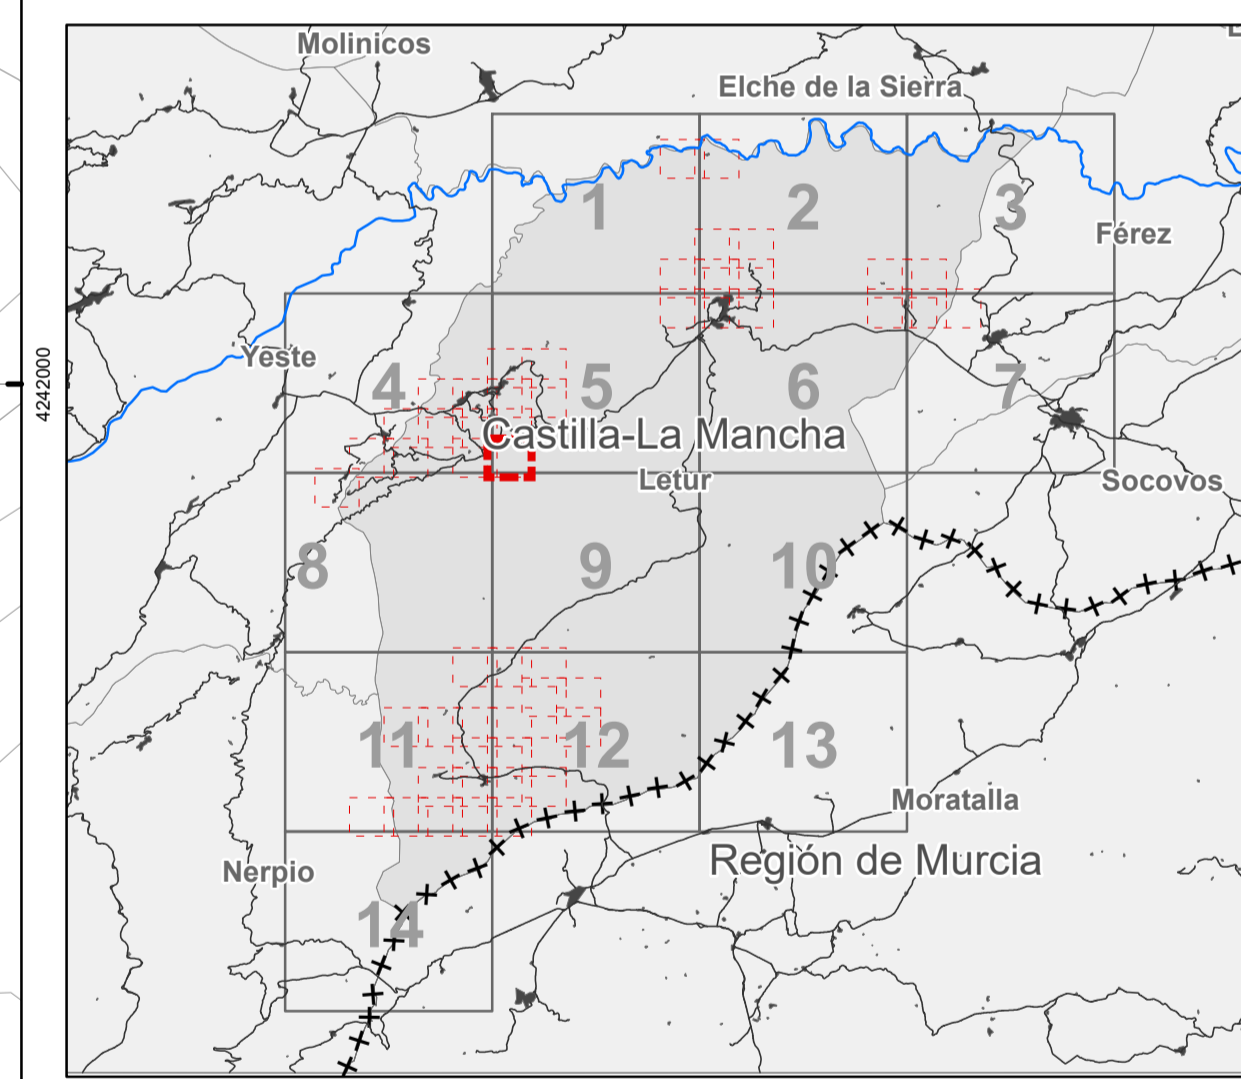 Molinicos
Elche de la Sierra
1
2
3
Férez
Yeste
4242000
4
5
6
7
Castilla-La Mancha
Letur
Socovos
8
9
10
11
12
13
Moratalla
Región de Murcia
Nerpio
14